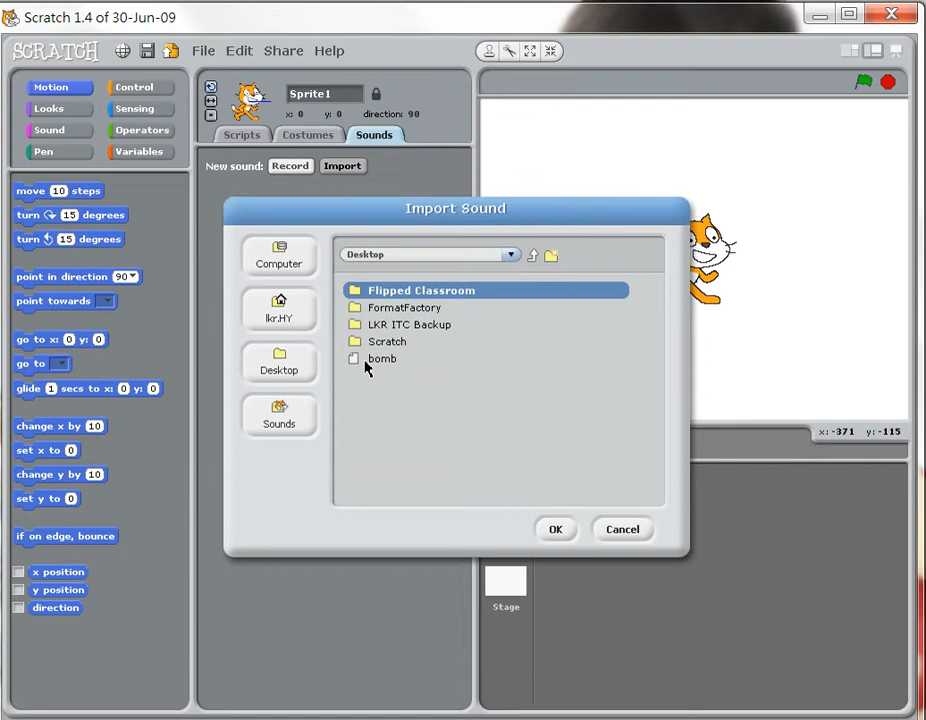 Scratch 1.4 of 30-Jun-09
SCRATCH File Edit Share Help
Motion Control
Looks Sensing
Sound Operators
Pen Variables
Sprite1
x: 0 y: 0 direction: 90
Scripts Costumes Sounds
New sound: Record Import
move 10 steps
turn 15 degrees
turn 15 degrees
point in direction 90
point towards
go to x: 0 y: 0
go to
glide 1 secs to x: 0 y: 0
change x by 10
set x to 0
change y by 10
set y to 0
if on edge, bounce
x position
y position
direction
Import Sound
Computer
lkr.HY
Desktop
Sounds
Desktop
Flipped Classroom
FormatFactory
LKR ITC Backup
Scratch
bomb
OK Cancel
x: -371 y: -115
Stage